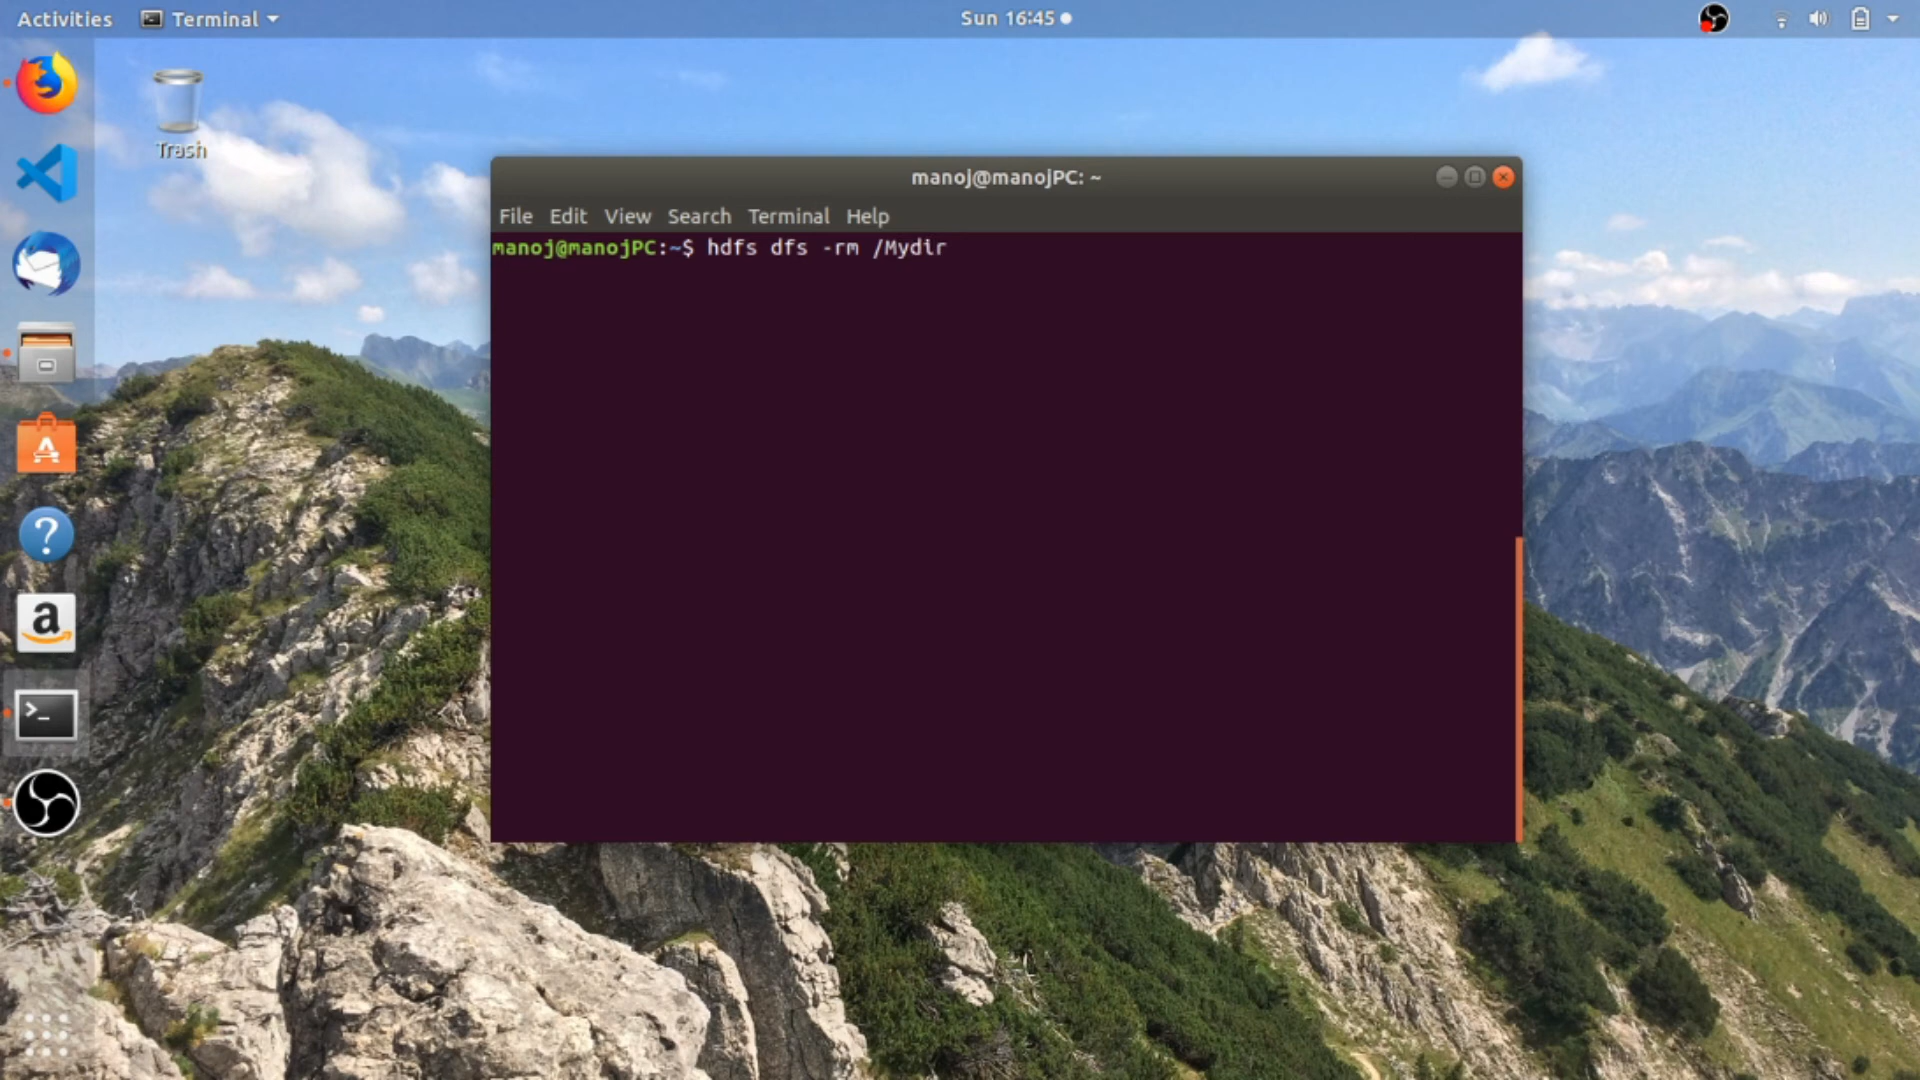 Activities Terminal Sun 16:45
Trash
manoj@manojPC: ~
File Edit View Search Terminal Help
manoj@manojPC:~$ hdfs dfs -rm /Mydir